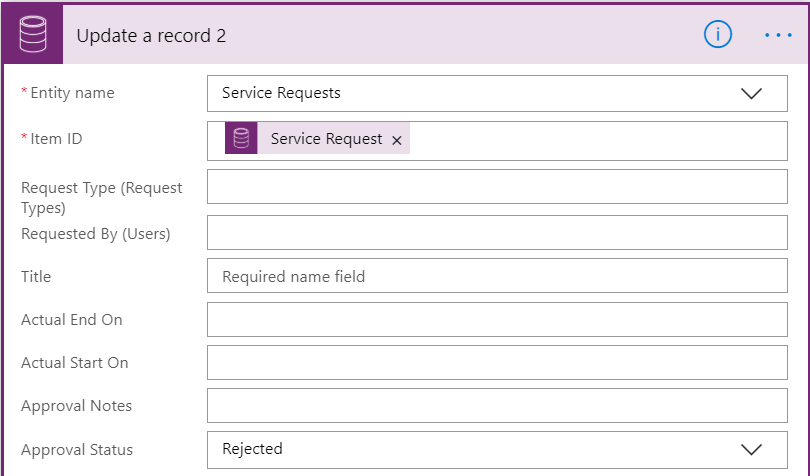 Update a record 2
* Entity name
Service Requests
* Item ID
Service Request ×
Request Type (Request
Types)
Requested By (Users)
Title
Required name field
Actual End On
Actual Start On
Approval Notes
Approval Status
Rejected